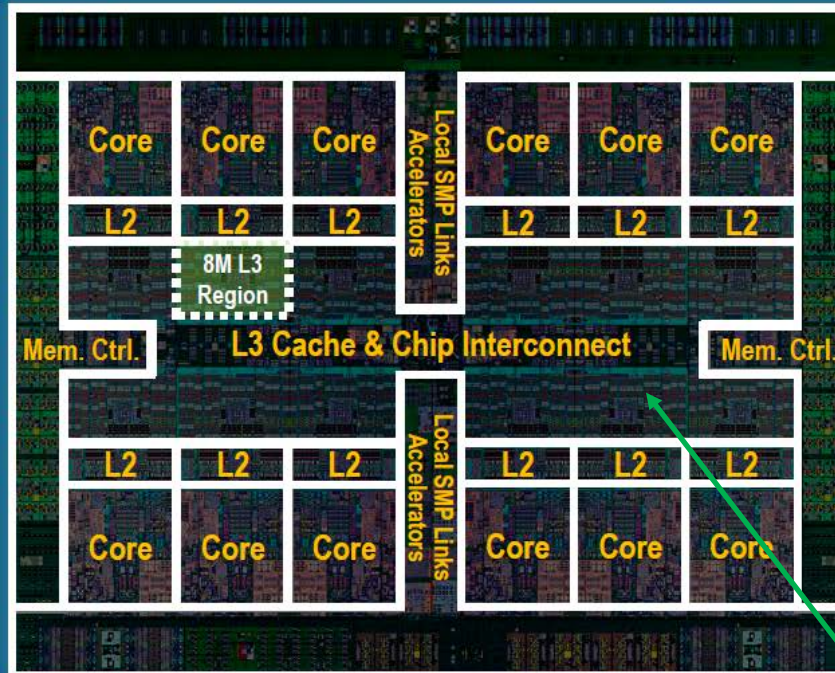 Core Core Core Core Core Core
L2 L2 L2 L2 L2 L2
Local SMP Links
Accelerators
8M L3
Region
Mem. Ctrl. L3 Cache & Chip Interconnect Mem. Ctrl.
Local SMP Links
Accelerators
L2 L2 L2 L2 L2 L2
Core Core Core Core Core Core